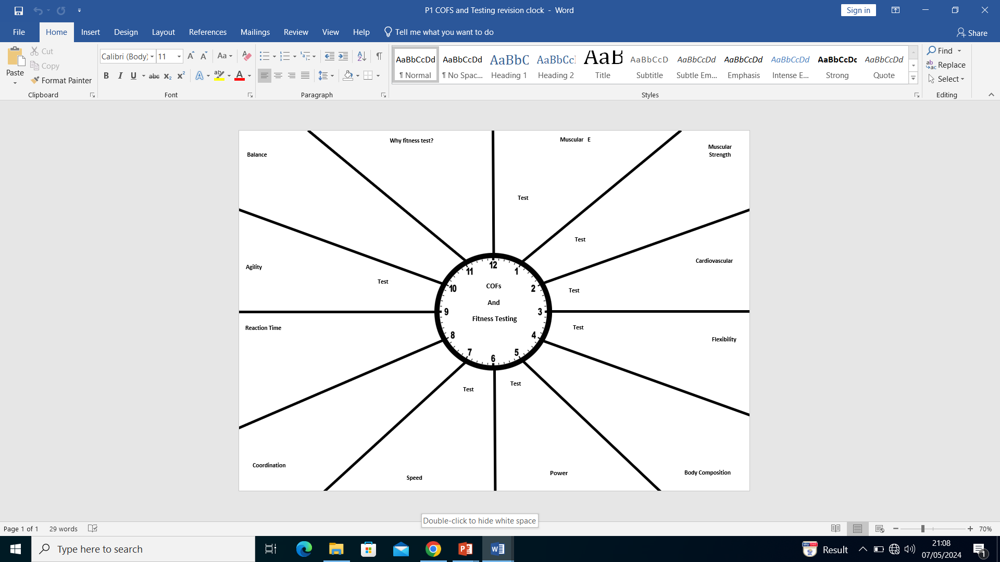 P1 COFS and Testing revision clock - Word
Sign in
File Home Insert Design Layout References Mailings Review View Help Tell me what you want to do
Share
Paste
Cut
Copy
Format Painter
Clipboard
Calibri (Body) 11
Font
Paragraph
AaBbCcDd AaBbCcDd AaBbC AaBbCc AaB AaBbCcD AaBbCcDd AaBbCcDd AaBbCcDd AaBbCcDc AaBbCcDd
¶ Normal ¶ No Spac... Heading 1 Heading 2 Title Subtitle Subtle Em... Emphasis Intense E... Strong Quote
Styles
Find
Replace
Select
Editing
Why fitness test?
Muscular E
Balance
Muscular
Strength
Test
Test
Cardiovascular
Agility
Test
Test
12
11 1
10 2
9 3
8 4
7 5
6
COFs
And
Fitness Testing
Reaction Time
Test
Flexibility
Test
Test
Coordination
Speed
Power
Body Composition
Double-click to hide white space
Page 1 of 1 29 words
70%
Type here to search
Result
21:08
07/05/2024
1